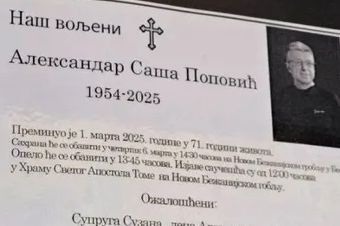 Наш вољени
Александар Саша Поповић
1954-2025
Преминуо је 1. марта 2025. године у 71. години живота.
Сахрана ће се обавити у четвртак 6. марта у 14:30 часова на Новом Бежанијском гробљу у Бе
Опело ће се обавити у 13:45 часова. Изјаве саучешћа су од 12:00 часова
у Храму Светог Апостола Томе на Новом Бежанијском гобљу.
Ожалошћени:
Супруга Сузана,